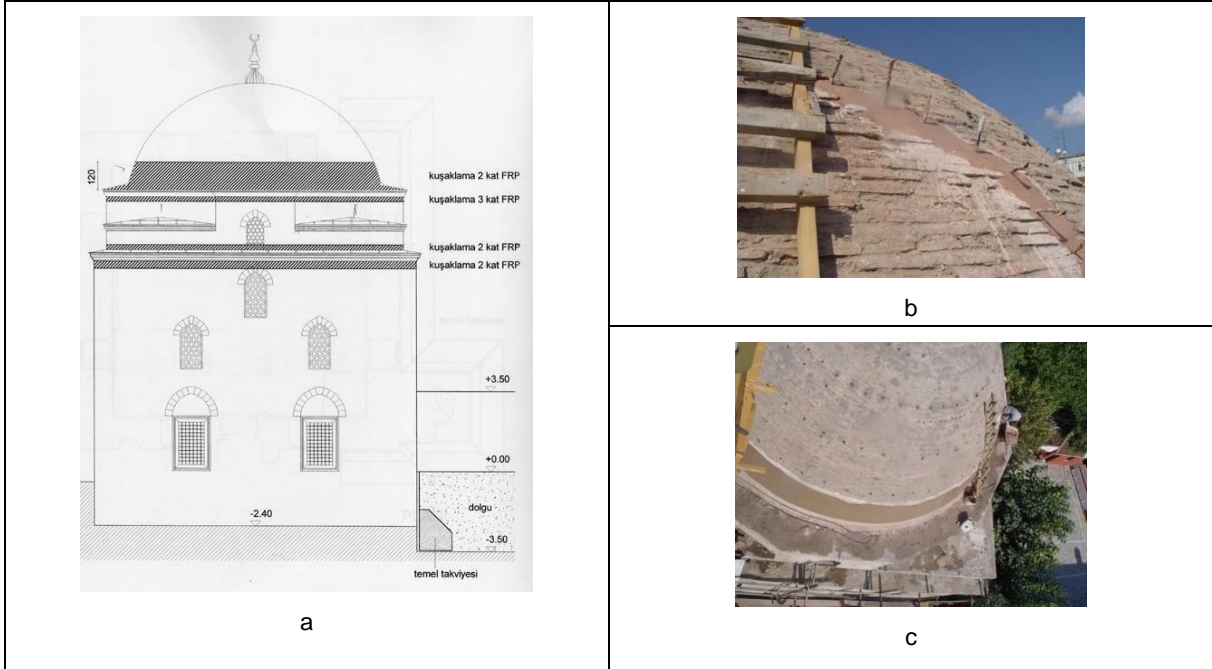 120
kuşaklama 2 kat FRP
kuşaklama 3 kat FRP
kuşaklama 2 kat FRP
kuşaklama 2 kat FRP
+3.50
+0.00
-2.40
dolgu
-3.50
temel takviyesi
a
b
c